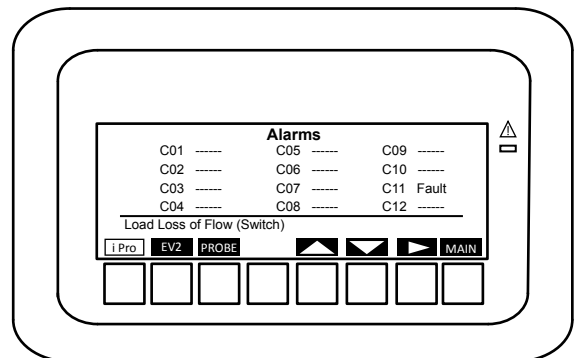 Alarms
C01 ------ C05 ------ C09 ------
C02 ------ C06 ------ C10 ------
C03 ------ C07 ------ C11 Fault
C04 ------ C08 ------ C12 ------
Load Loss of Flow (Switch)
i Pro EV2 PROBE MAIN